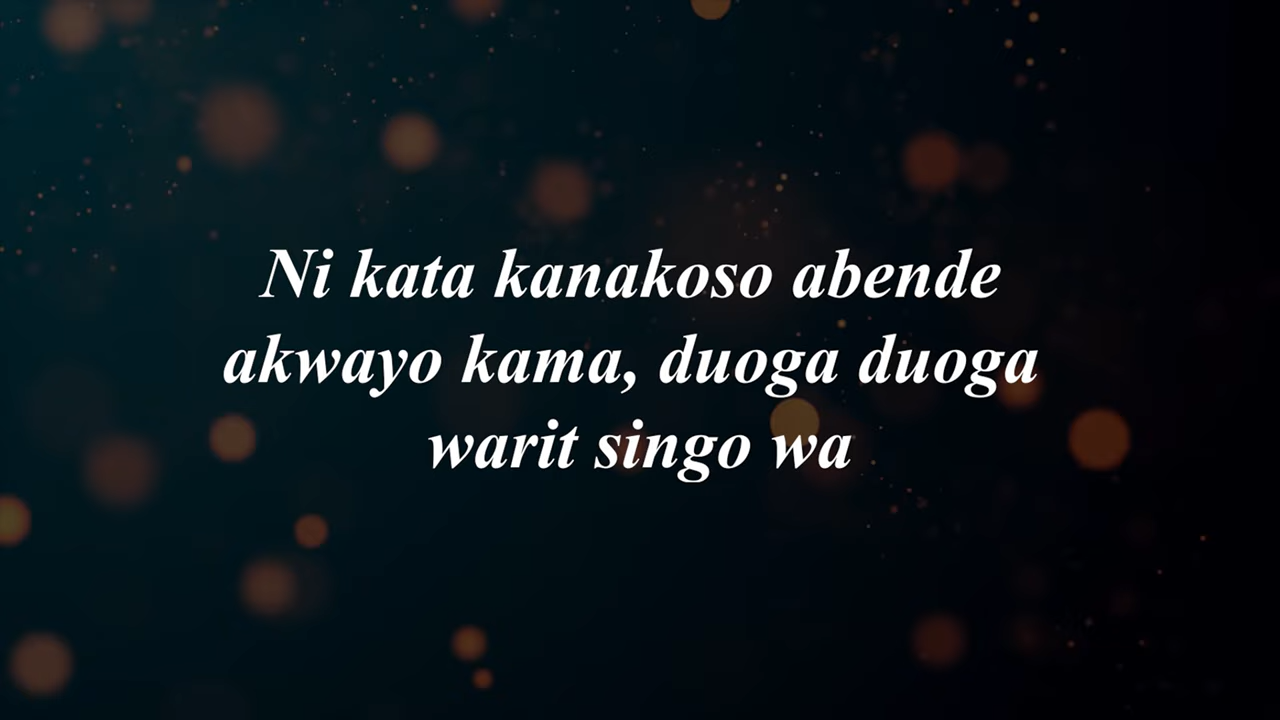 Ni kata kanakoso abende
akwayo kama, duoga duoga
warit singo wa